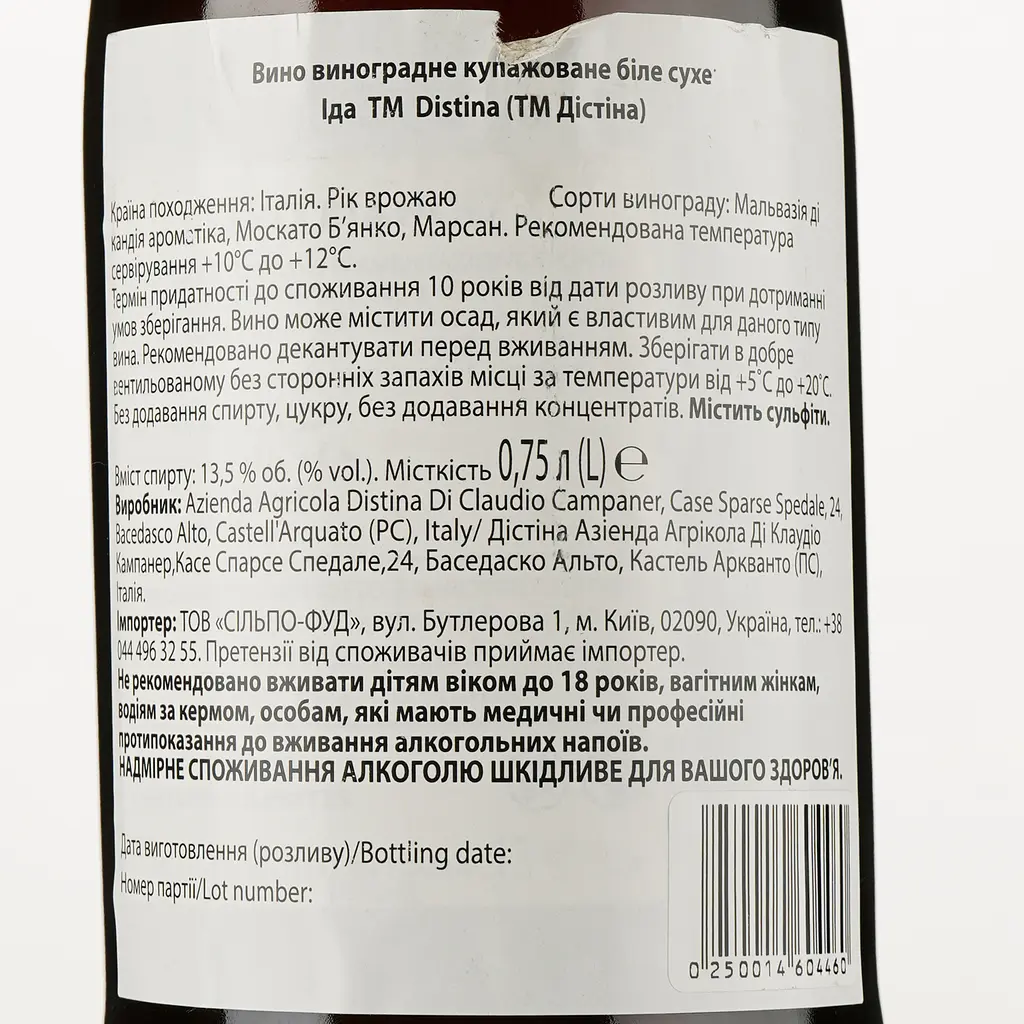 Вино виноградне купажоване біле сухе
Іда ТМ Distina (ТМ Дістіна)
Країна походження: Італія. Рік врожаю Сорти винограду: Мальвазія ді
кандія ароматіка, Москато Б'янко, Марсан. Рекомендована температура
сервірування +10°С до +12°С.
Термін придатності до споживання 10 років від дати розливу при дотриманні
умов зберігання. Вино може містити осад, який є властивим для даного типу
вина. Рекомендовано декантувати перед вживанням. Зберігати в добре
вентильованому без сторонніх запахів місці за температури від +5°С до +20°С.
Без додавання спирту, цукру, без додавання концентратів. Містить сульфіти.
Вміст спирту: 13,5 % об. (% vol.). Місткість 0,75 л (L) ℮
Виробник: Azienda Agricola Distina Di Claudio Campaner, Case Sparse Spedale, 24,
Bacedasco Alto, Castell'Arquato (PC), Italy/ Дістіна Азієнда Агрікола Ді Клаудіо
Кампанер,Касе Спарсе Спедале,24, Баседаско Альто, Кастель Аркванто (ПС),
Італія.
Імпортер: ТОВ «СІЛЬПО-ФУД», вул. Бутлерова 1, м. Київ, 02090, Україна, тел.: +38
044 496 32 55. Претензії від споживачів приймає імпортер.
Не рекомендовано вживати дітям віком до 18 років, вагітним жінкам,
водіям за кермом, особам, які мають медичні чи професійні
протипоказання до вживання алкогольних напоїв.
НАДМІРНЕ СПОЖИВАННЯ АЛКОГОЛЮ ШКІДЛИВЕ ДЛЯ ВАШОГО ЗДОРОВ'Я.
Дата виготовлення (розливу)/Bottling date:
Номер партії/Lot number:
0 250014 604460